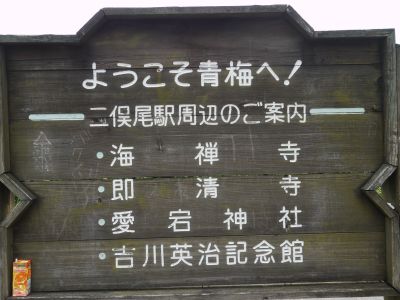 ようこそ青梅へ!
二俣尾駅周辺のご案内
・海禅寺
・即清寺
・愛宕神社
・吉川英治記念館